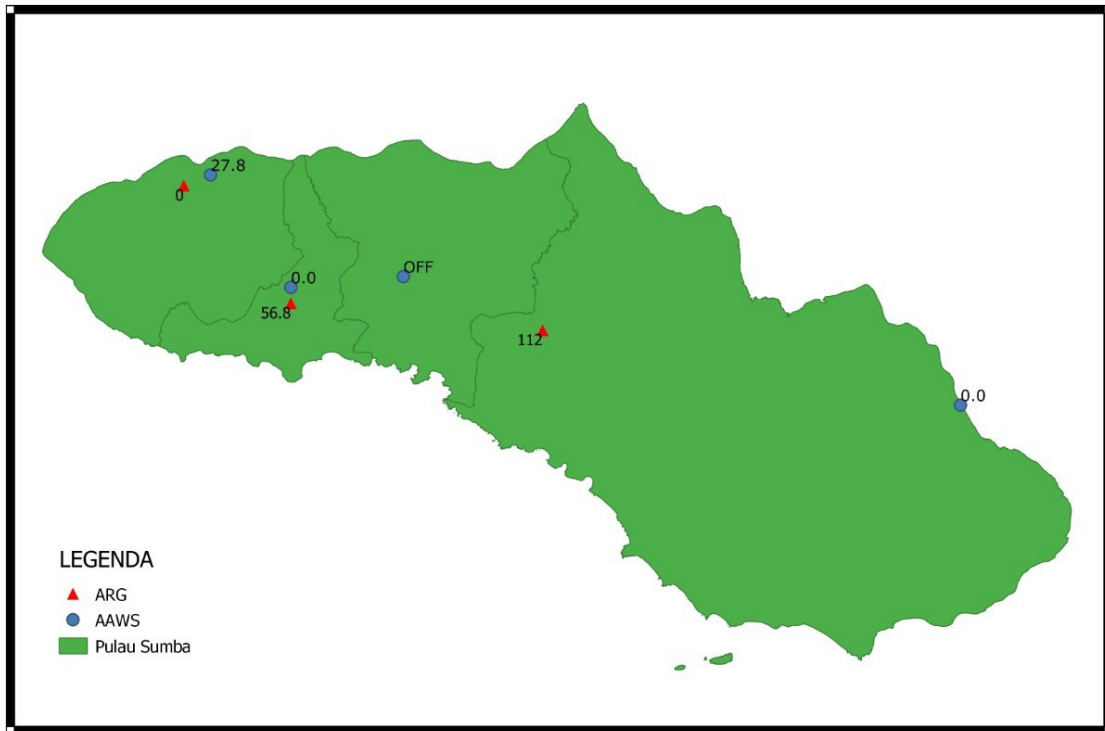 27.8
0
OFF
0.0
56.8
112
0.0
LEGENDA
ARG
AAWS
Pulau Sumba